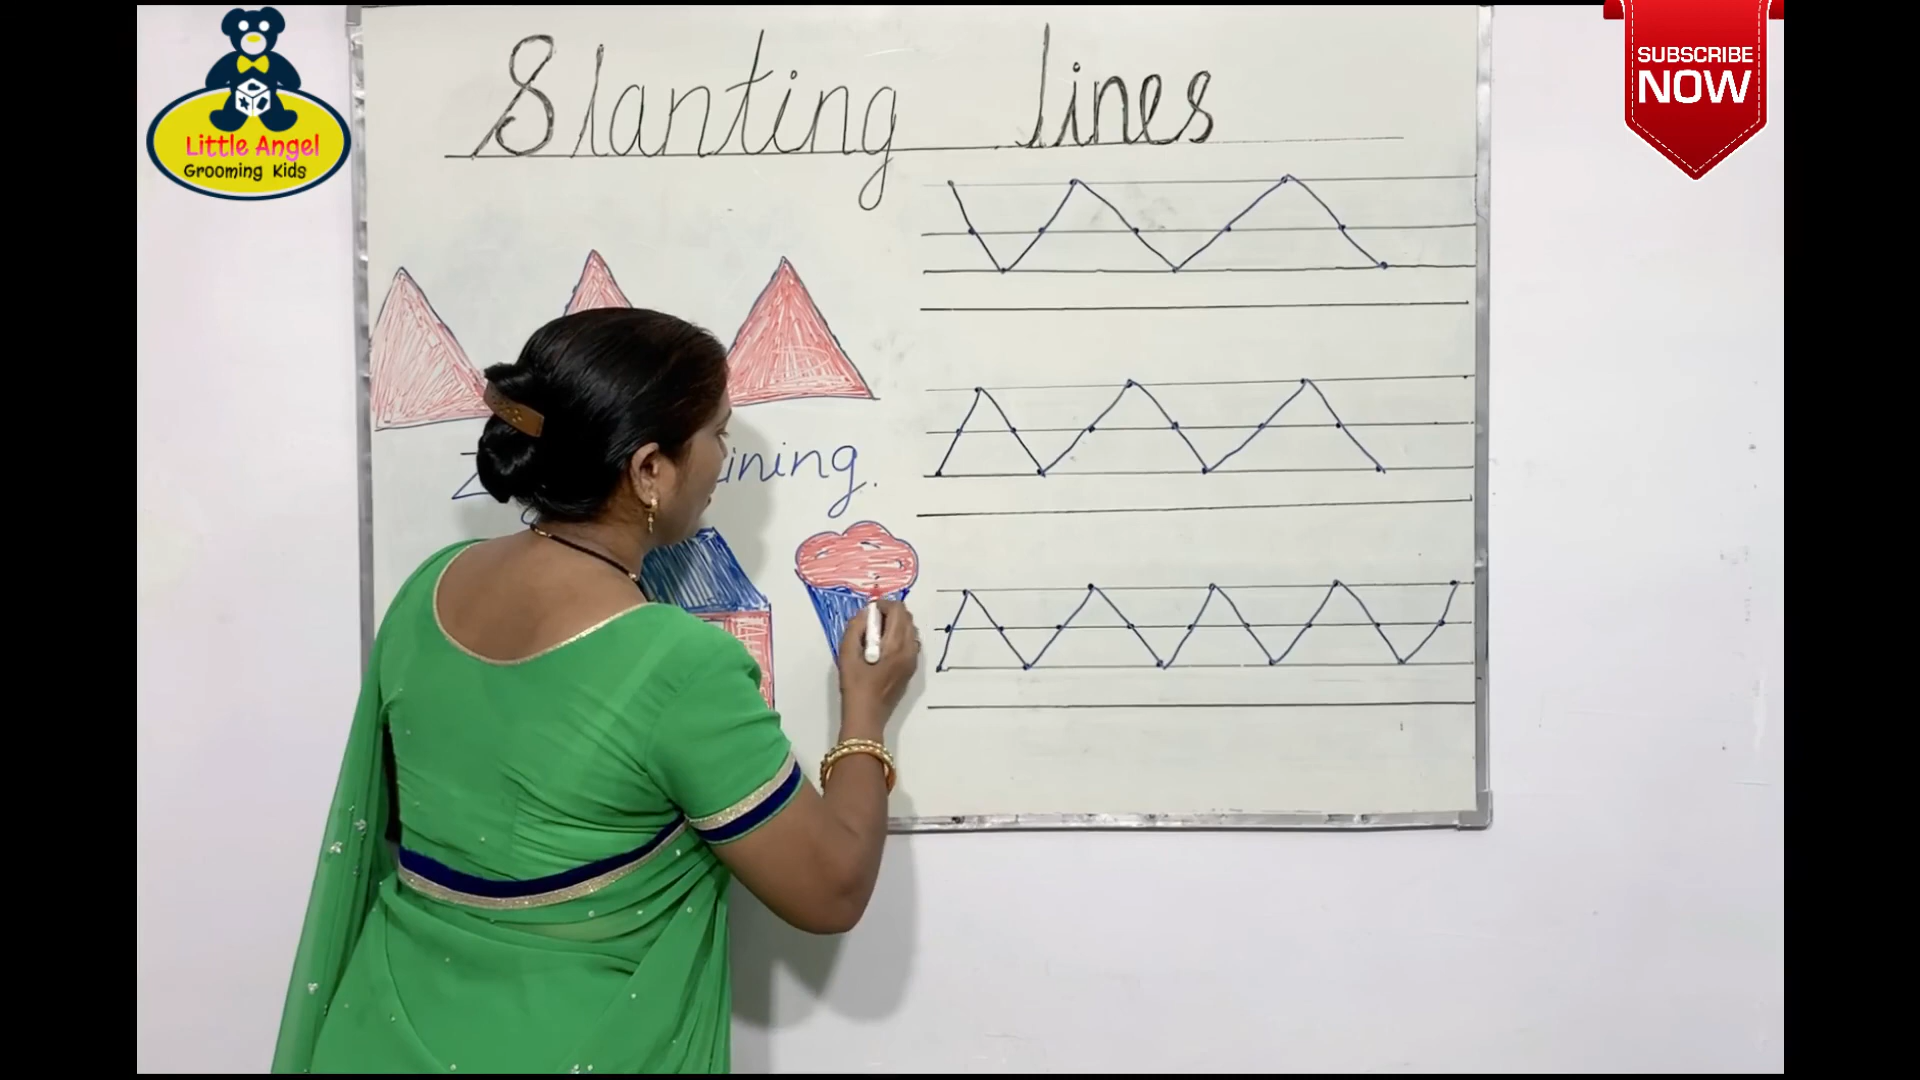 Little Angel
Grooming Kids
SUBSCRIBE
NOW
Slanting lines
ining.